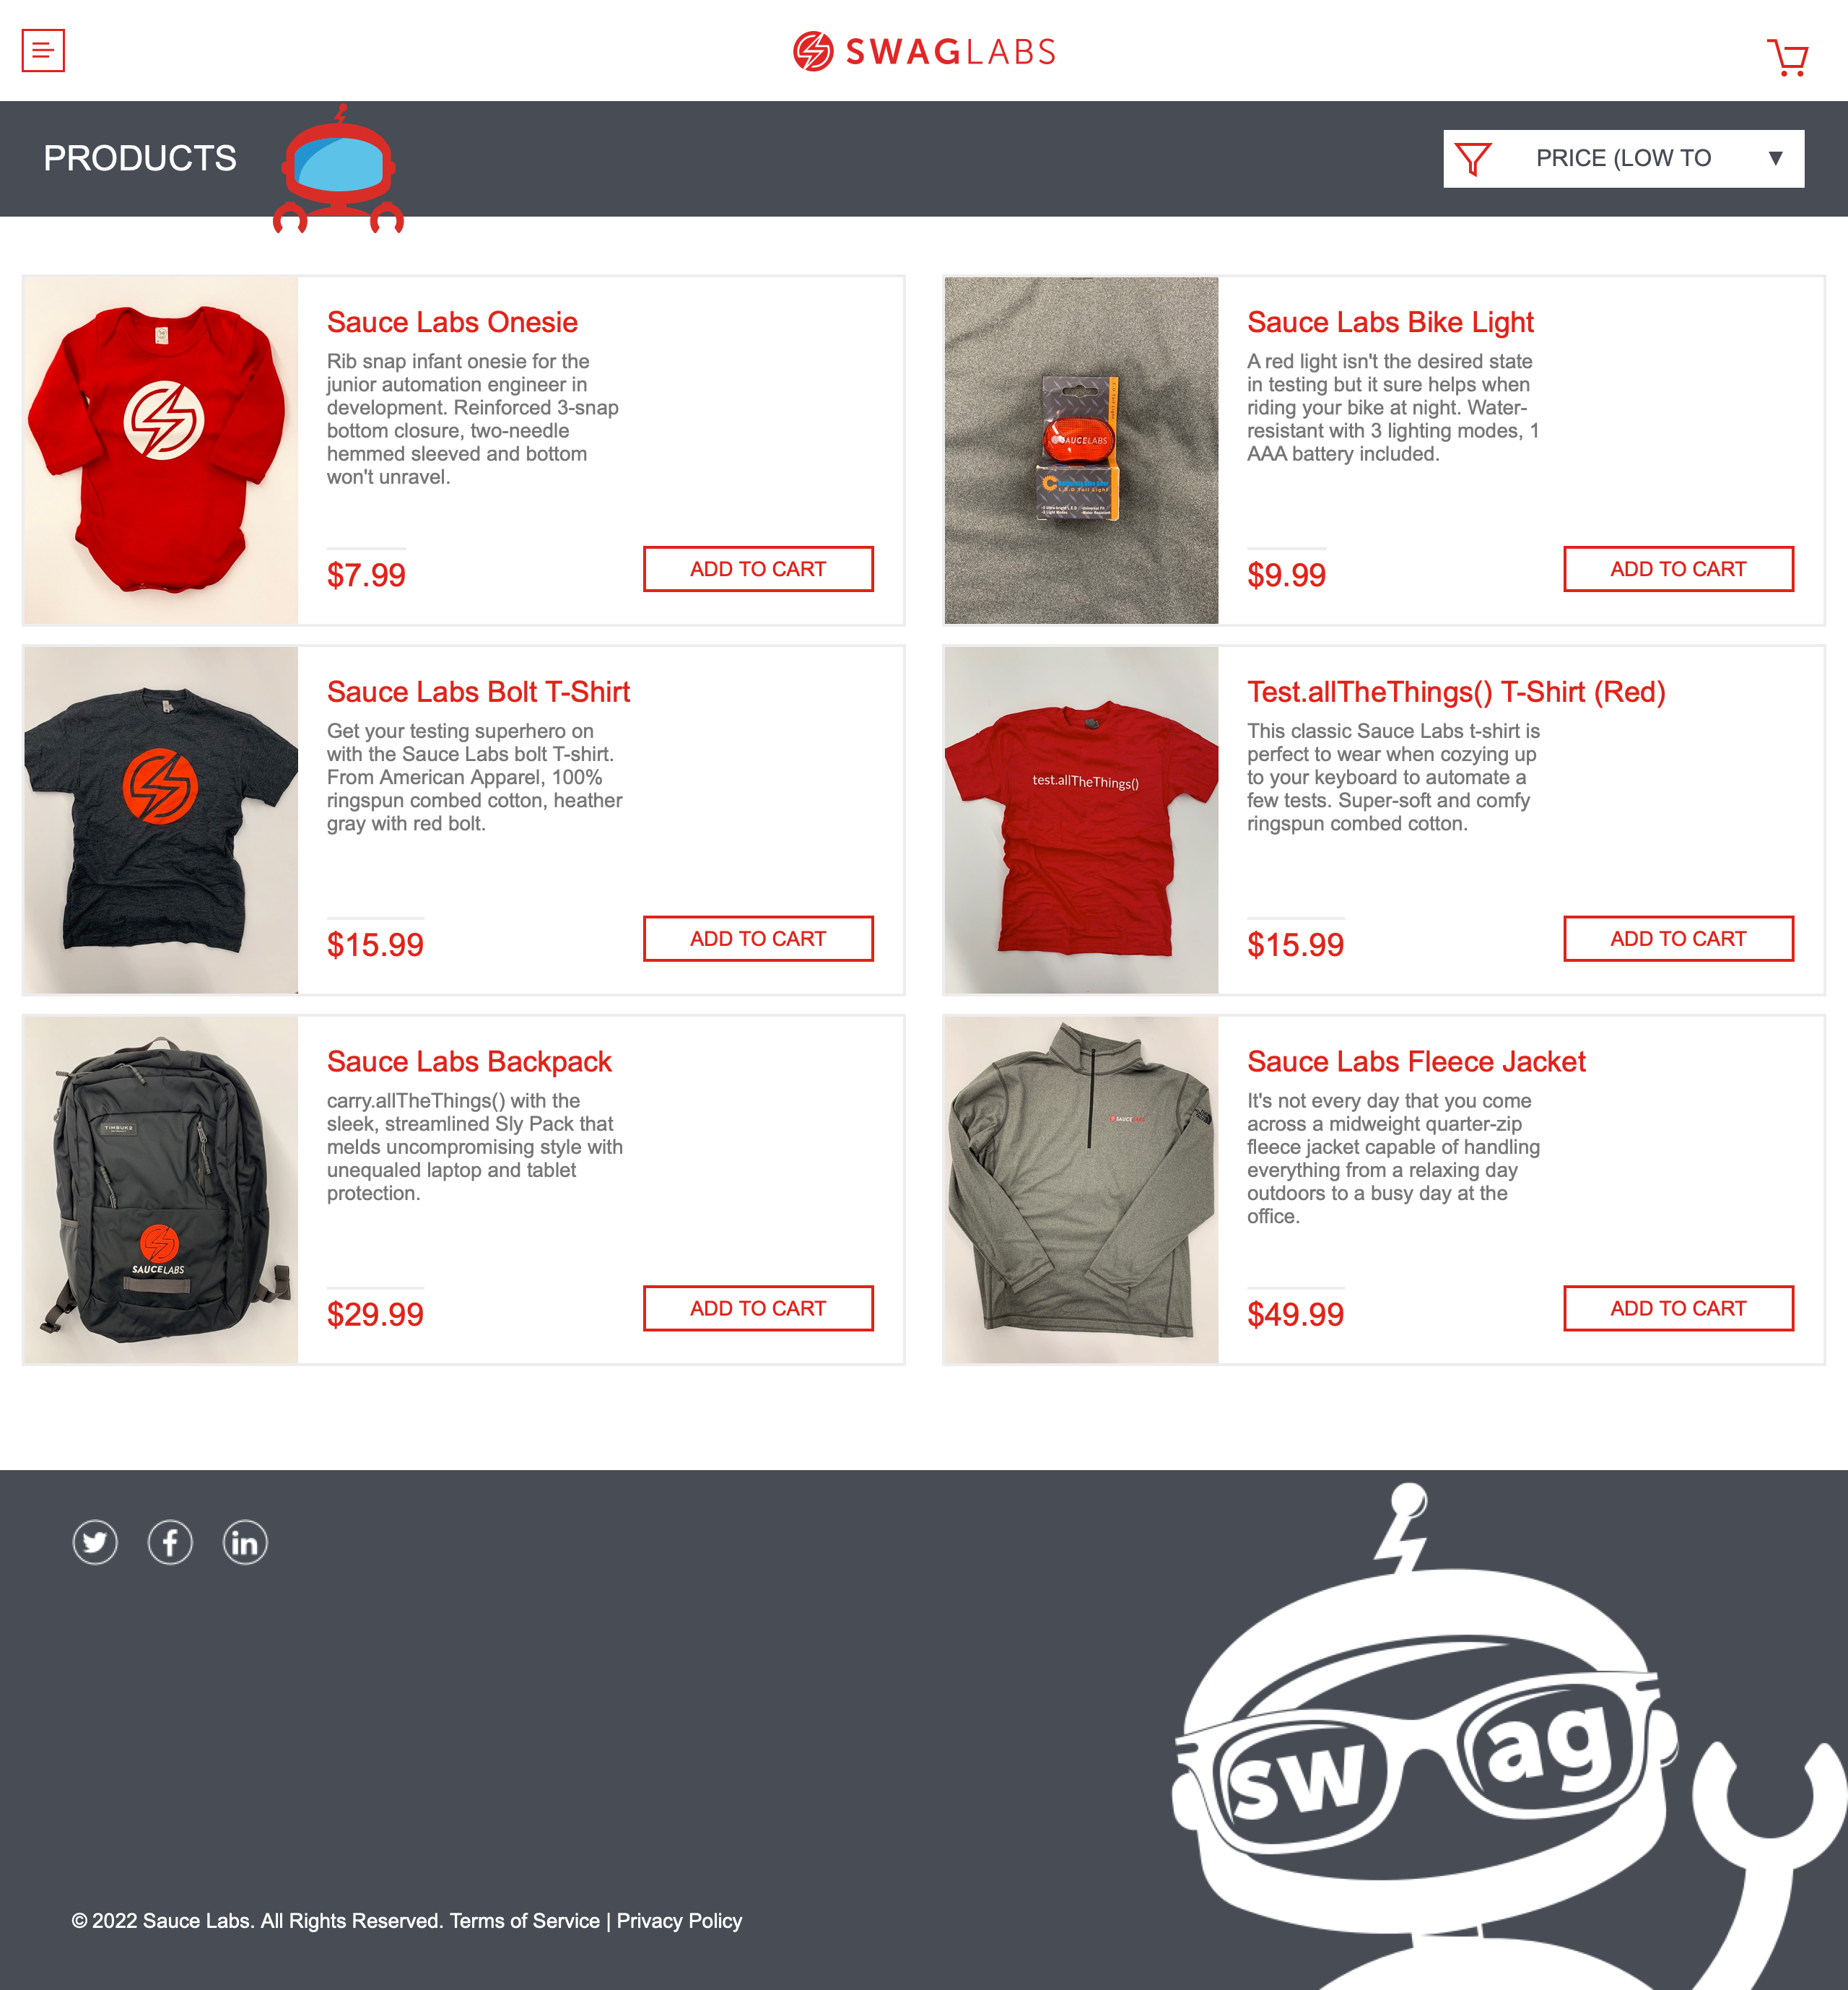 SWAGLABS
PRODUCTS
PRICE (LOW TO
Sauce Labs Onesie
Rib snap infant onesie for the
junior automation engineer in
development. Reinforced 3-snap
bottom closure, two-needle
hemmed sleeved and bottom
won't unravel.
$7.99
ADD TO CART
SAUCELABS
L.E.D Tail Light
Sauce Labs Bike Light
A red light isn't the desired state
in testing but it sure helps when
riding your bike at night. Water-
resistant with 3 lighting modes, 1
AAA battery included.
$9.99
ADD TO CART
Sauce Labs Bolt T-Shirt
Get your testing superhero on
with the Sauce Labs bolt T-shirt.
From American Apparel, 100%
ringspun combed cotton, heather
gray with red bolt.
$15.99
ADD TO CART
test.allTheThings()
Test.allTheThings() T-Shirt (Red)
This classic Sauce Labs t-shirt is
perfect to wear when cozying up
to your keyboard to automate a
few tests. Super-soft and comfy
ringspun combed cotton.
$15.99
ADD TO CART
TIMBUK2
SAUCELABS
Sauce Labs Backpack
carry.allTheThings() with the
sleek, streamlined Sly Pack that
melds uncompromising style with
unequaled laptop and tablet
protection.
$29.99
ADD TO CART
SAUCELABS
Sauce Labs Fleece Jacket
It's not every day that you come
across a midweight quarter-zip
fleece jacket capable of handling
everything from a relaxing day
outdoors to a busy day at the
office.
$49.99
ADD TO CART
swag
© 2022 Sauce Labs. All Rights Reserved. Terms of Service | Privacy Policy